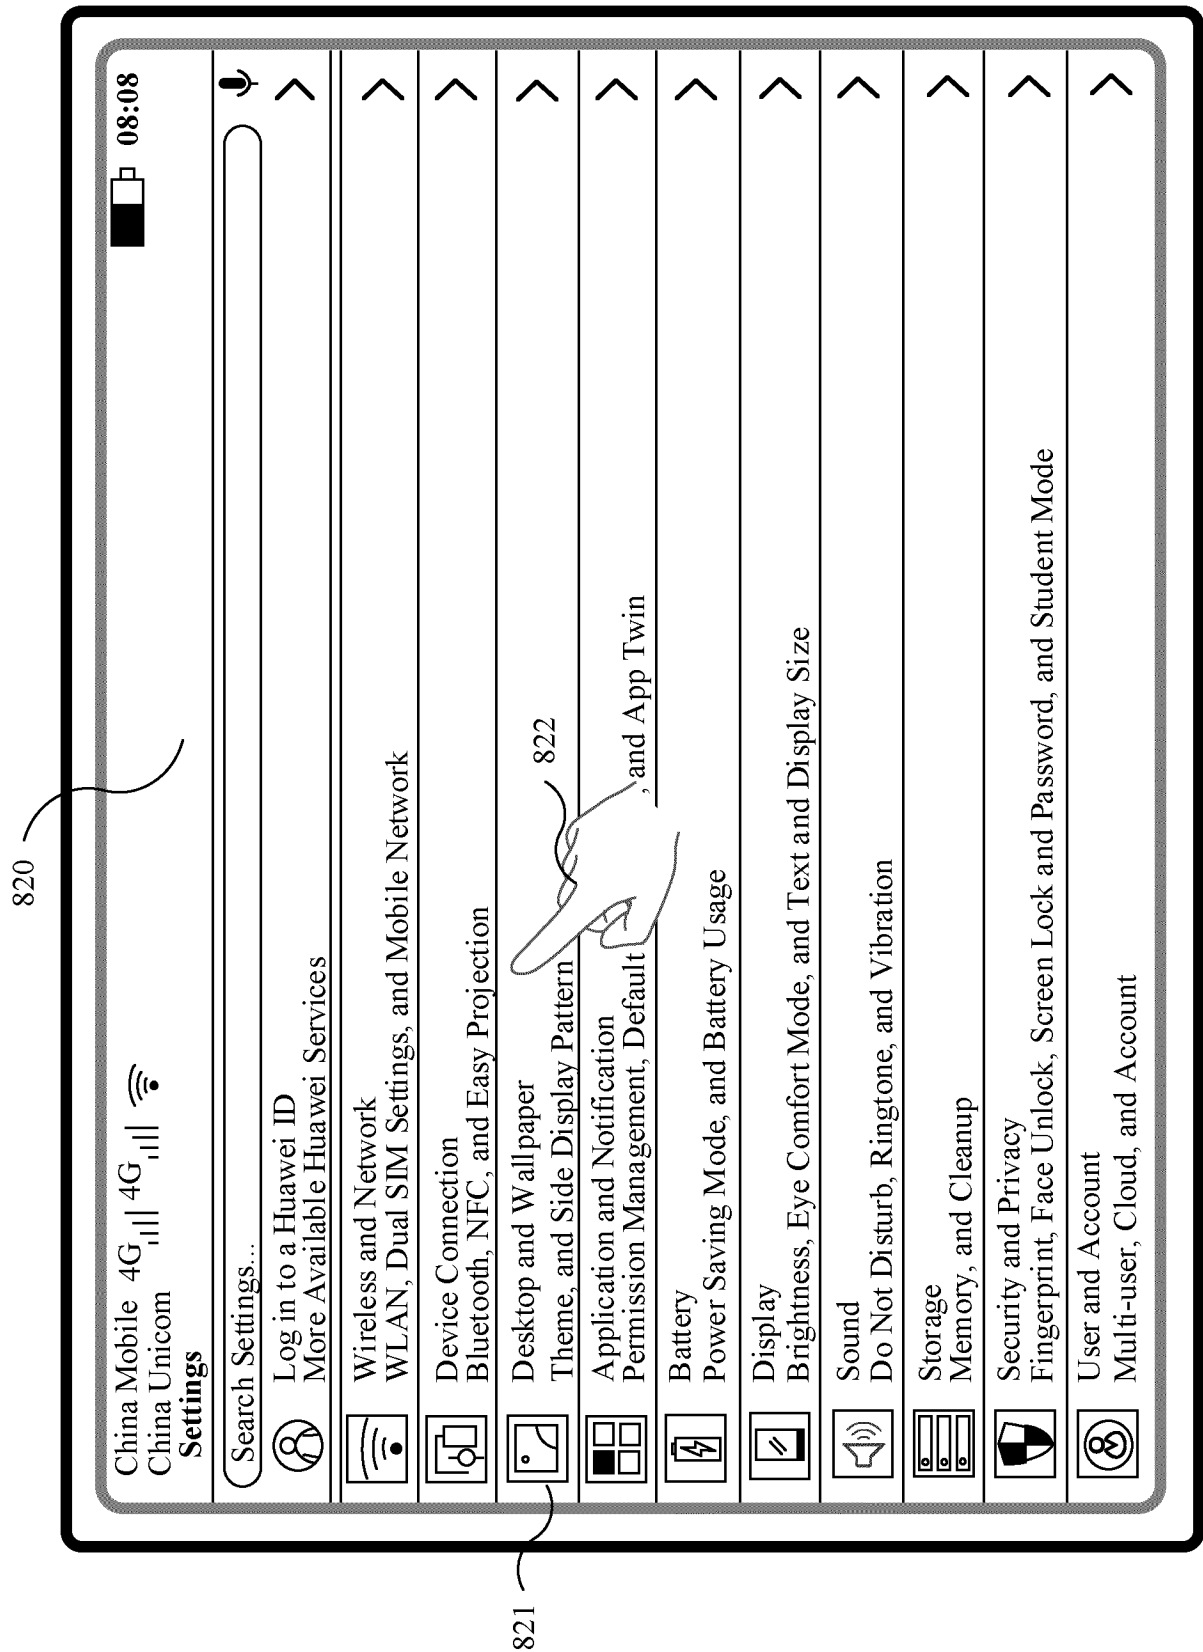 820
China Mobile 4G 4G 08:08
China Unicom
Settings
Search Settings...
Log in to a Huawei ID
More Available Huawei Services
Wireless and Network
WLAN, Dual SIM Settings, and Mobile Network
Device Connection
Bluetooth, NFC, and Easy Projection
821
Desktop and Wallpaper
822
Theme, and Side Display Pattern
Application and Notification
Permission Management, Default , and App Twin
Battery
Power Saving Mode, and Battery Usage
Display
Brightness, Eye Comfort Mode, and Text and Display Size
Sound
Do Not Disturb, Ringtone, and Vibration
Storage
Memory, and Cleanup
Security and Privacy
Fingerprint, Face Unlock, Screen Lock and Password, and Student Mode
User and Account
Multi-user, Cloud, and Account